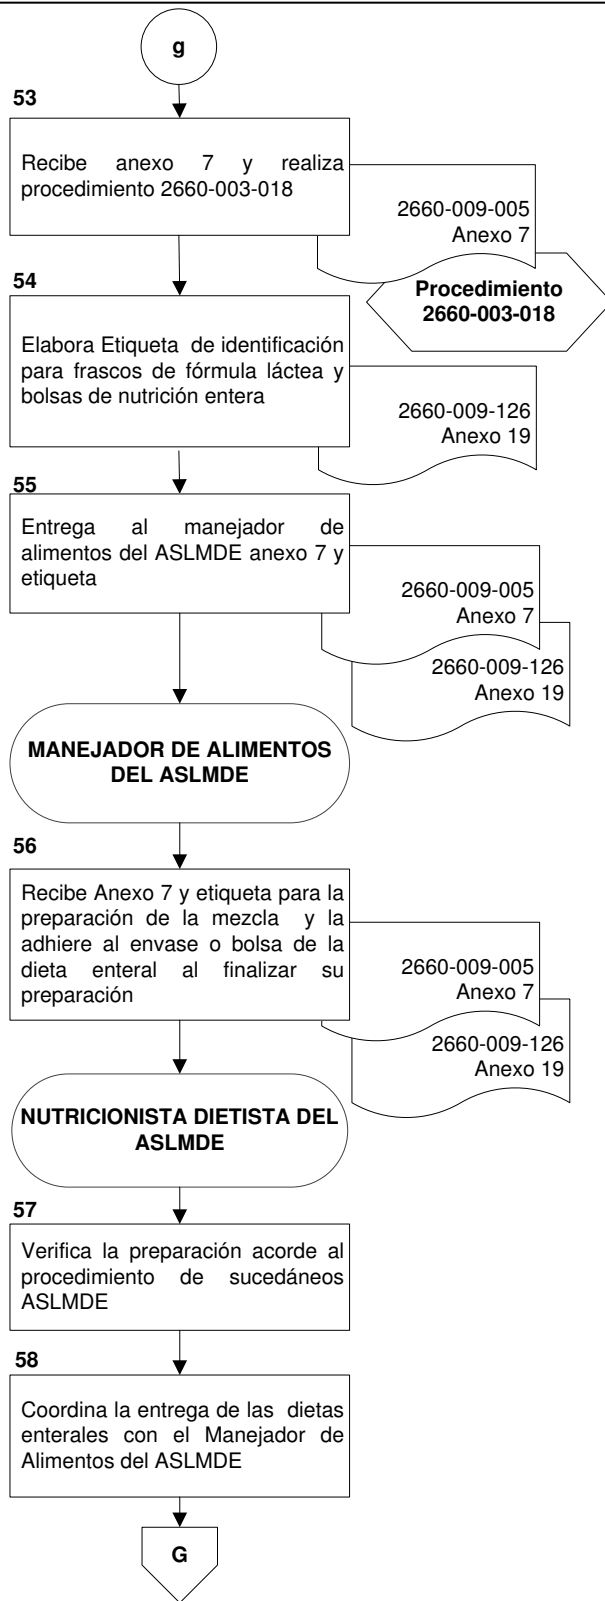 g
53
Recibe anexo 7 y realiza
procedimiento 2660-003-018
2660-009-005
Anexo 7
Procedimiento
2660-003-018
54
Elabora Etiqueta de identificación
para frascos de fórmula láctea y
bolsas de nutrición entera
2660-009-126
Anexo 19
55
Entrega al manejador de
alimentos del ASLMDE anexo 7 y
etiqueta
2660-009-005
Anexo 7
2660-009-126
Anexo 19
MANEJADOR DE ALIMENTOS
DEL ASLMDE
56
Recibe Anexo 7 y etiqueta para la
preparación de la mezcla y la
adhiere al envase o bolsa de la
dieta enteral al finalizar su
preparación
2660-009-005
Anexo 7
2660-009-126
Anexo 19
NUTRICIONISTA DIETISTA DEL
ASLMDE
57
Verifica la preparación acorde al
procedimiento de sucedáneos
ASLMDE
58
Coordina la entrega de las dietas
enterales con el Manejador de
Alimentos del ASLMDE
G